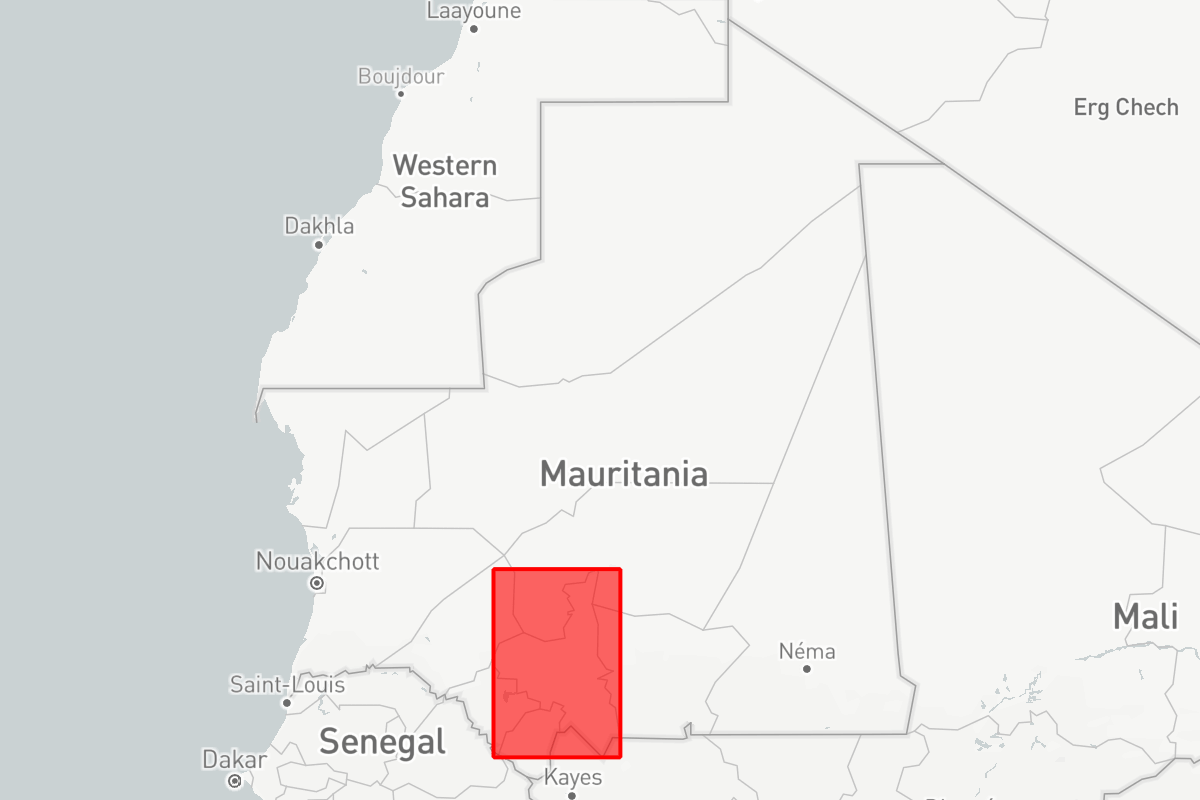 Laayoune
Boujdour
Erg Chech
Western
Sahara
Dakhla
Mauritania
Nouakchott
Mali
Néma
Saint-Louis
Senegal
Dakar
Kayes